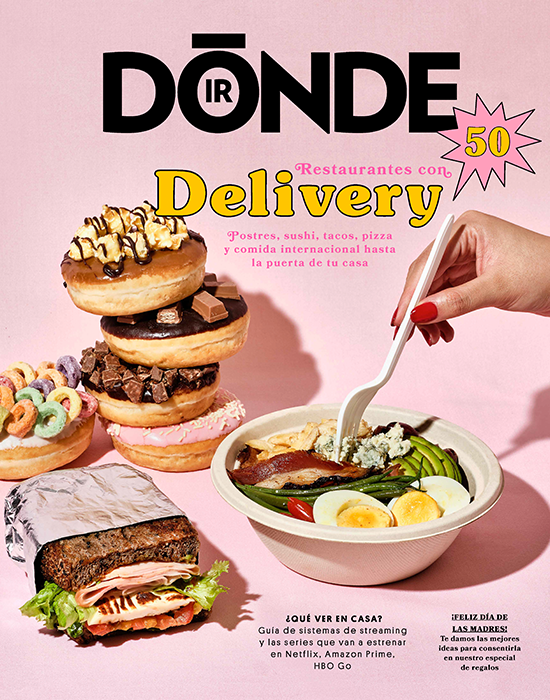 DÓNDE
IR
50
Restaurantes con
Delivery
Postres, sushi, tacos, pizza
y comida internacional hasta
la puerta de tu casa
¿QUÉ VER EN CASA?
Guía de sistemas de streaming
y las series que van a estrenar
en Netflix, Amazon Prime,
HBO Go
¡FELIZ DÍA DE
LAS MADRES!
Te damos las mejores
ideas para consentirla
en nuestro especial
de regalos